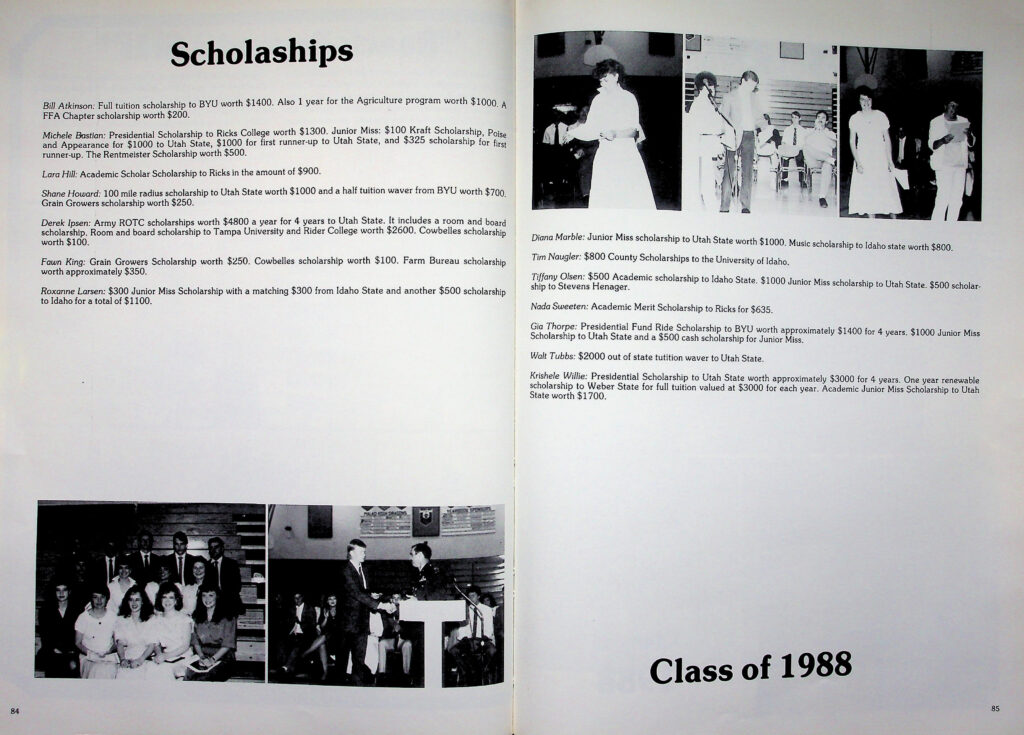 Scholaships
Bill Atkinson: Full tuition scholarship to BYU worth $1400. Also 1 year for the Agriculture program worth $1000. A
FFA Chapter scholarship worth $200.
Michele Bastian: Presidential Scholarship to Ricks College worth $1300. Junior Miss: $100 Kraft Scholarship, Poise
and Appearance for $1000 to Utah State, $1000 for first runner-up to Utah State, and $325 scholarship for first
runner-up. The Rentmeister Scholarship worth $500.
Lara Hill: Academic Scholar Scholarship to Ricks in the amount of $900.
Shane Howard: 100 mile radius scholarship to Utah State worth $1000 and a half tuition waver from BYU worth $700.
Grain Growers scholarship worth $250.
Derek Ipsen: Army ROTC scholarships worth $4800 a year for 4 years to Utah State. It includes a room and board
scholarship. Room and board scholarship to Tampa University and Rider College worth $2600. Cowbelles scholarship
worth $100.
Fawn King: Grain Growers Scholarship worth $250. Cowbelles scholarship worth $100. Farm Bureau scholarship
worth approximately $350.
Roxanne Larsen: $300 Junior Miss Scholarship with a matching $300 from Idaho State and another $500 scholarship
to Idaho for a total of $1100.
84
Diana Marble: Junior Miss scholarship to Utah State worth $1000. Music scholarship to Idaho state worth $800.
Tim Naugler: $800 County Scholarships to the University of Idaho.
Tiffany Olsen: $500 Academic scholarship to Idaho State. $1000 Junior Miss scholarship to Utah State. $500 scholar-
ship to Stevens Henager.
Nada Sweeten: Academic Merit Scholarship to Ricks for $635.
Gia Thorpe: Presidential Fund Ride Scholarship to BYU worth approximately $1400 for 4 years. $1000 Junior Miss
Scholarship to Utah State and a $500 cash scholarship for Junior Miss.
Walt Tubbs: $2000 out of state tutition waver to Utah State.
Krishele Willie: Presidential Scholarship to Utah State worth approximately $3000 for 4 years. One year renewable
scholarship to Weber State for full tuition valued at $3000 for each year. Academic Junior Miss Scholarship to Utah
State worth $1700.
Class of 1988
85